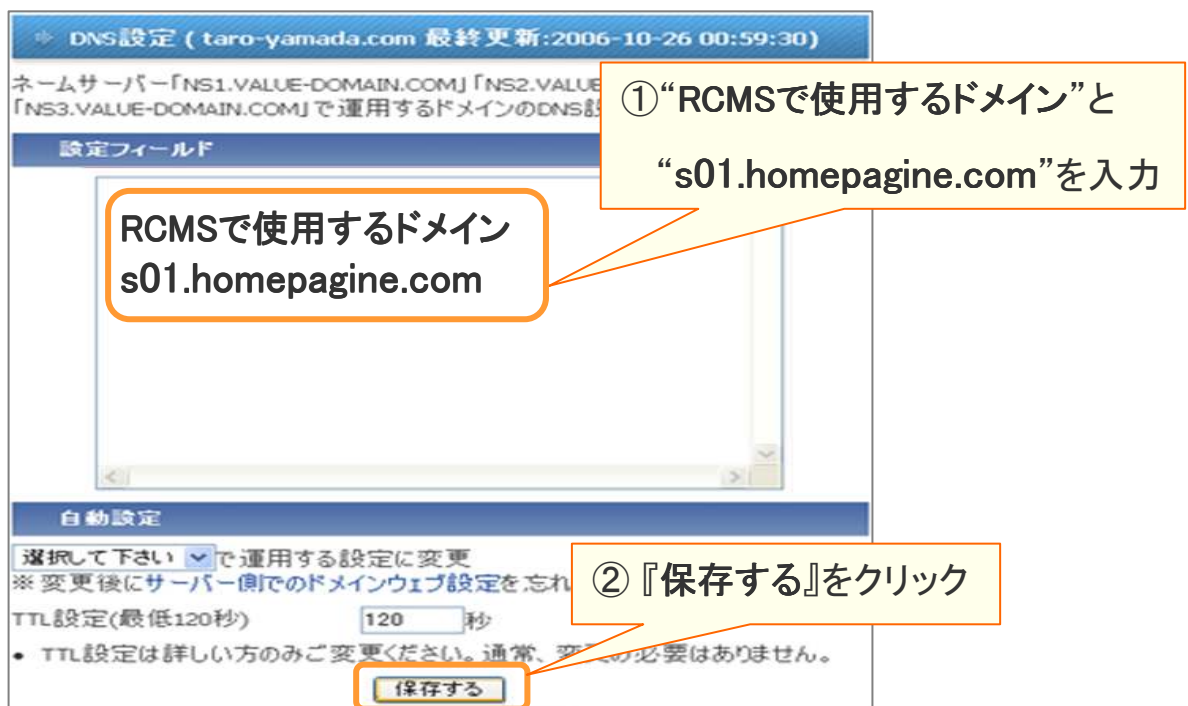 DNS設定 ( taro-yamada.com 最終更新:2006-10-26 00:59:30)
ネームサーバー「NS1.VALUE-DOMAIN.COM」「NS2.VALUE
「NS3.VALUE-DOMAIN.COM」で運用するドメインのDNS設
①“RCMSで使用するドメイン”と
“s01.homepagine.com”を入力
設定フィールド
RCMSで使用するドメイン
s01.homepagine.com
自動設定
選択して下さい で運用する設定に変更
※ 変更後にサーバー側でのドメインウェブ設定を忘れ
②『保存する』をクリック
TTL設定(最低120秒) 120 秒
• TTL設定は詳しい方のみご変更ください。通常、変更の必要はありません。
保存する